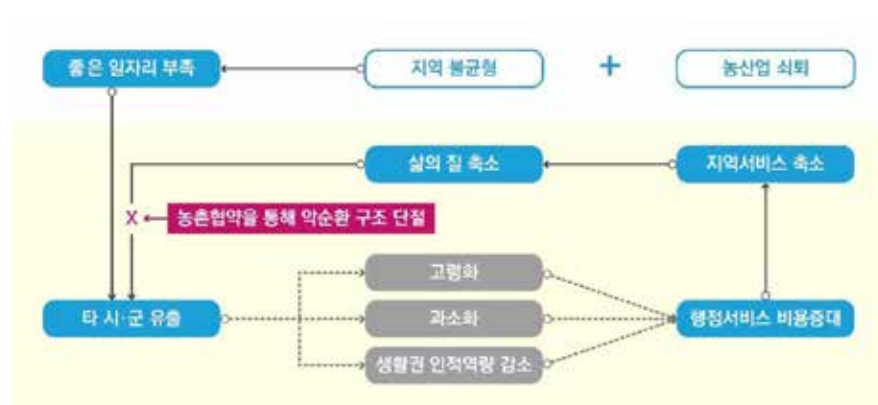 좋은 일자리 부족
지역 불균형
+
농산업 쇠퇴
삶의 질 축소
지역서비스 축소
X
농촌협약을 통해 악순환 구조 단절
고령화
타 시·군 유출
과소화
행정서비스 비용증대
생활권 인적역량 감소